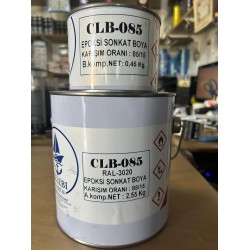 CLB-085
EPOKSİ SONKAT BOYA
KARIŞIM ORANI : 85/15
B.komp.NET: 0,45 Kg
CLB-085
RAL-3020
EPOKSİ SONKAT BOYA
KARIŞIM ORANI : 85/15
A.komp.NET: 2,55 Kg